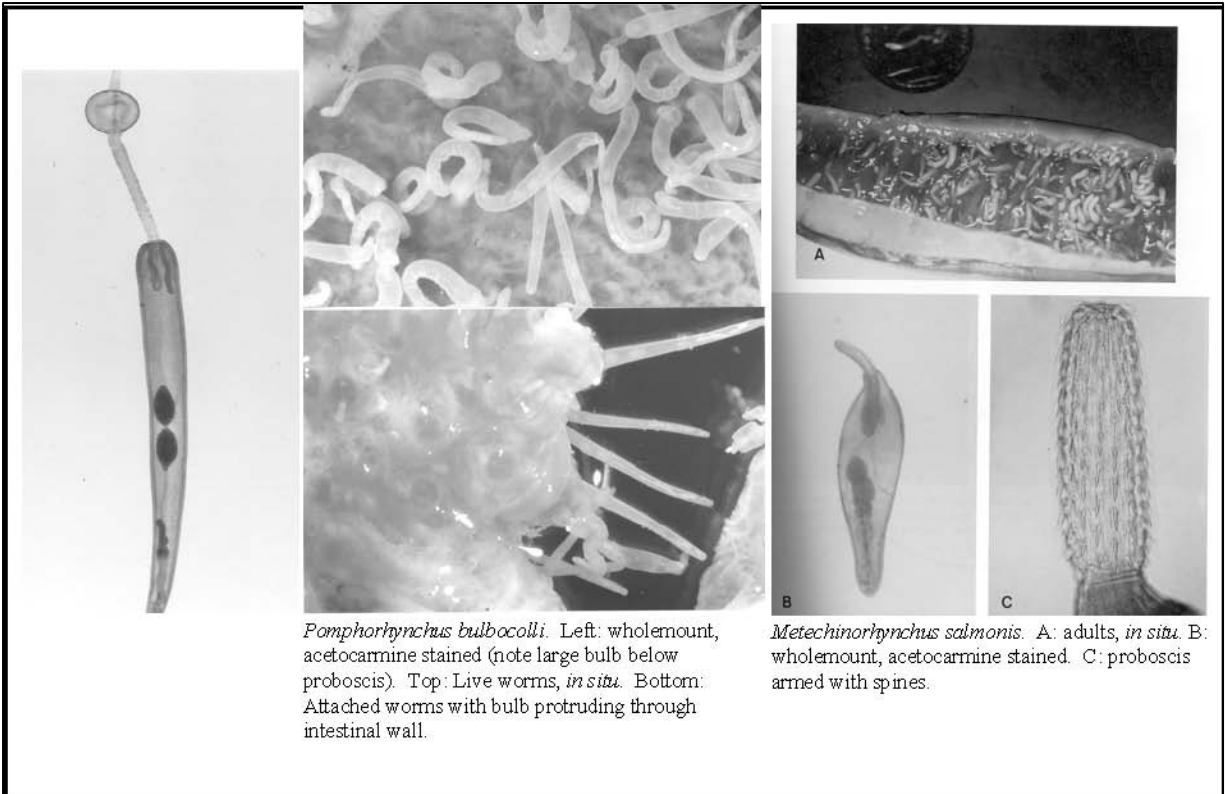 A
B
C
Pomphorhynchus bulbocolli. Left: wholemount,
acetocarmine stained (note large bulb below
proboscis). Top: Live worms, in situ. Bottom:
Attached worms with bulb protruding through
intestinal wall.
Metechinorhynchus salmonis. A: adults, in situ. B:
wholemount, acetocarmine stained. C: proboscis
armed with spines.